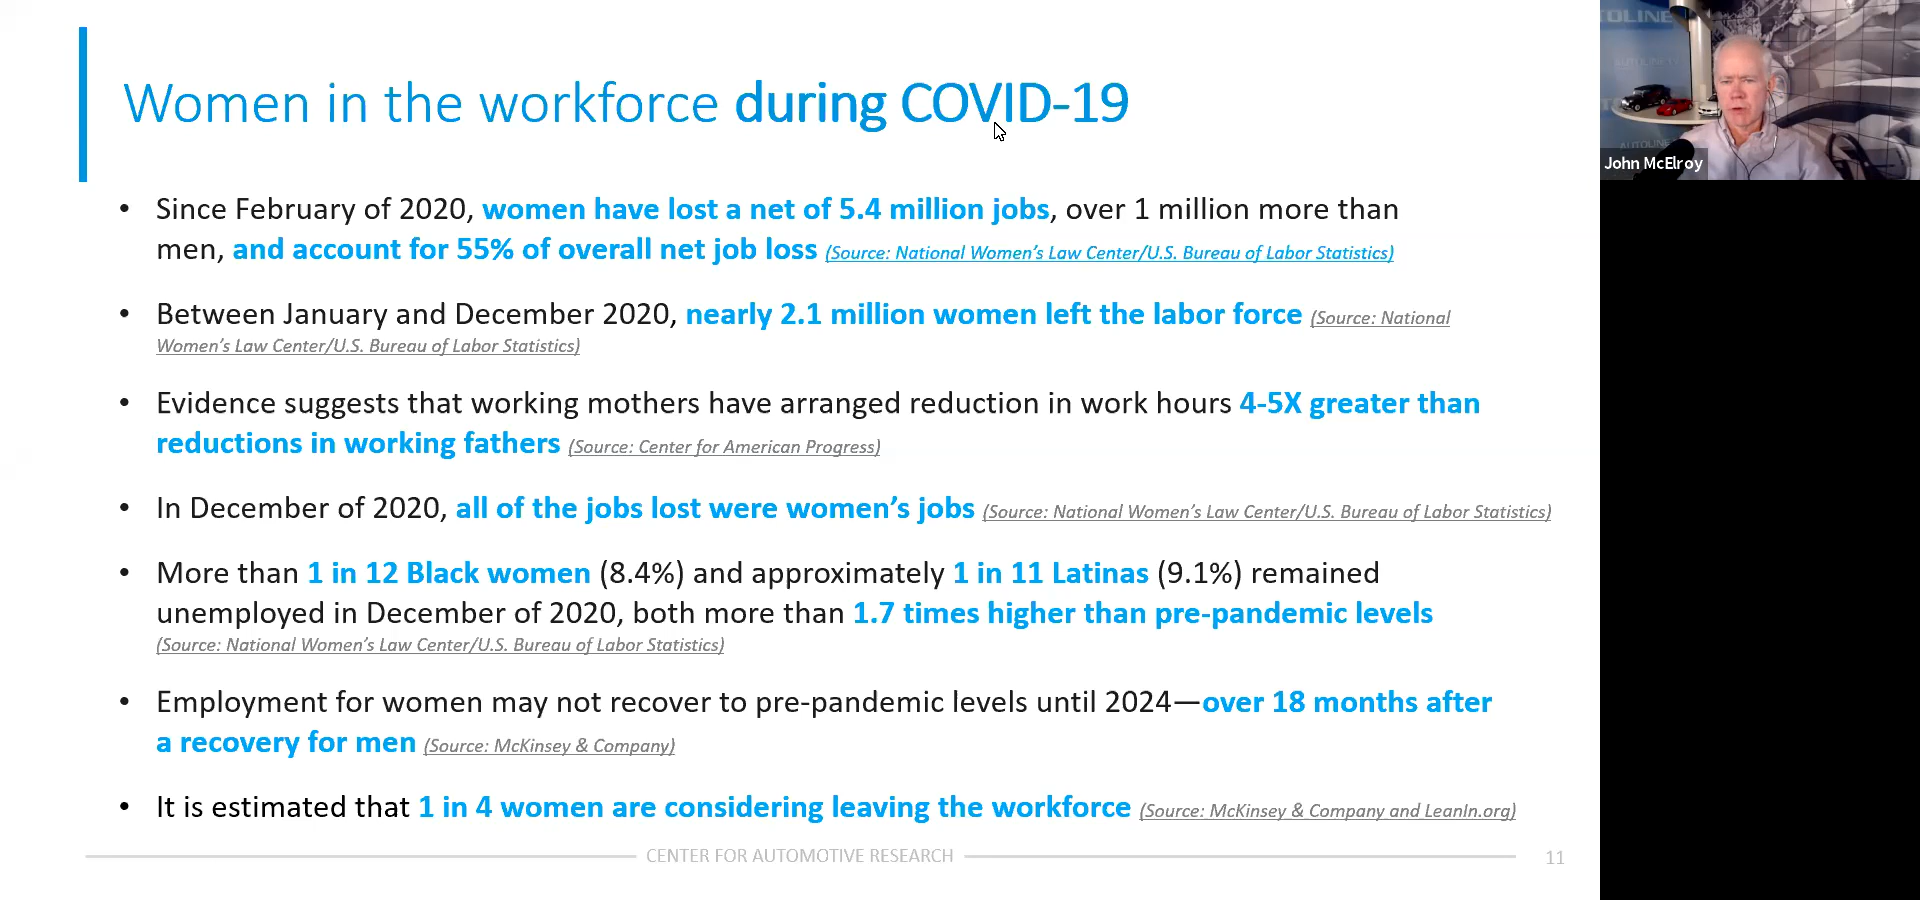 Women in the workforce during COVID-19
• Since February of 2020, women have lost a net of 5.4 million jobs, over 1 million more than
men, and account for 55% of overall net job loss (Source: National Women’s Law Center/U.S. Bureau of Labor Statistics)
• Between January and December 2020, nearly 2.1 million women left the labor force (Source: National
Women’s Law Center/U.S. Bureau of Labor Statistics)
• Evidence suggests that working mothers have arranged reduction in work hours 4-5X greater than
reductions in working fathers (Source: Center for American Progress)
• In December of 2020, all of the jobs lost were women’s jobs (Source: National Women’s Law Center/U.S. Bureau of Labor Statistics)
• More than 1 in 12 Black women (8.4%) and approximately 1 in 11 Latinas (9.1%) remained
unemployed in December of 2020, both more than 1.7 times higher than pre-pandemic levels
(Source: National Women’s Law Center/U.S. Bureau of Labor Statistics)
• Employment for women may not recover to pre-pandemic levels until 2024—over 18 months after
a recovery for men (Source: McKinsey & Company)
• It is estimated that 1 in 4 women are considering leaving the workforce (Source: McKinsey & Company and LeanIn.org)
CENTER FOR AUTOMOTIVE RESEARCH
11
John McElroy